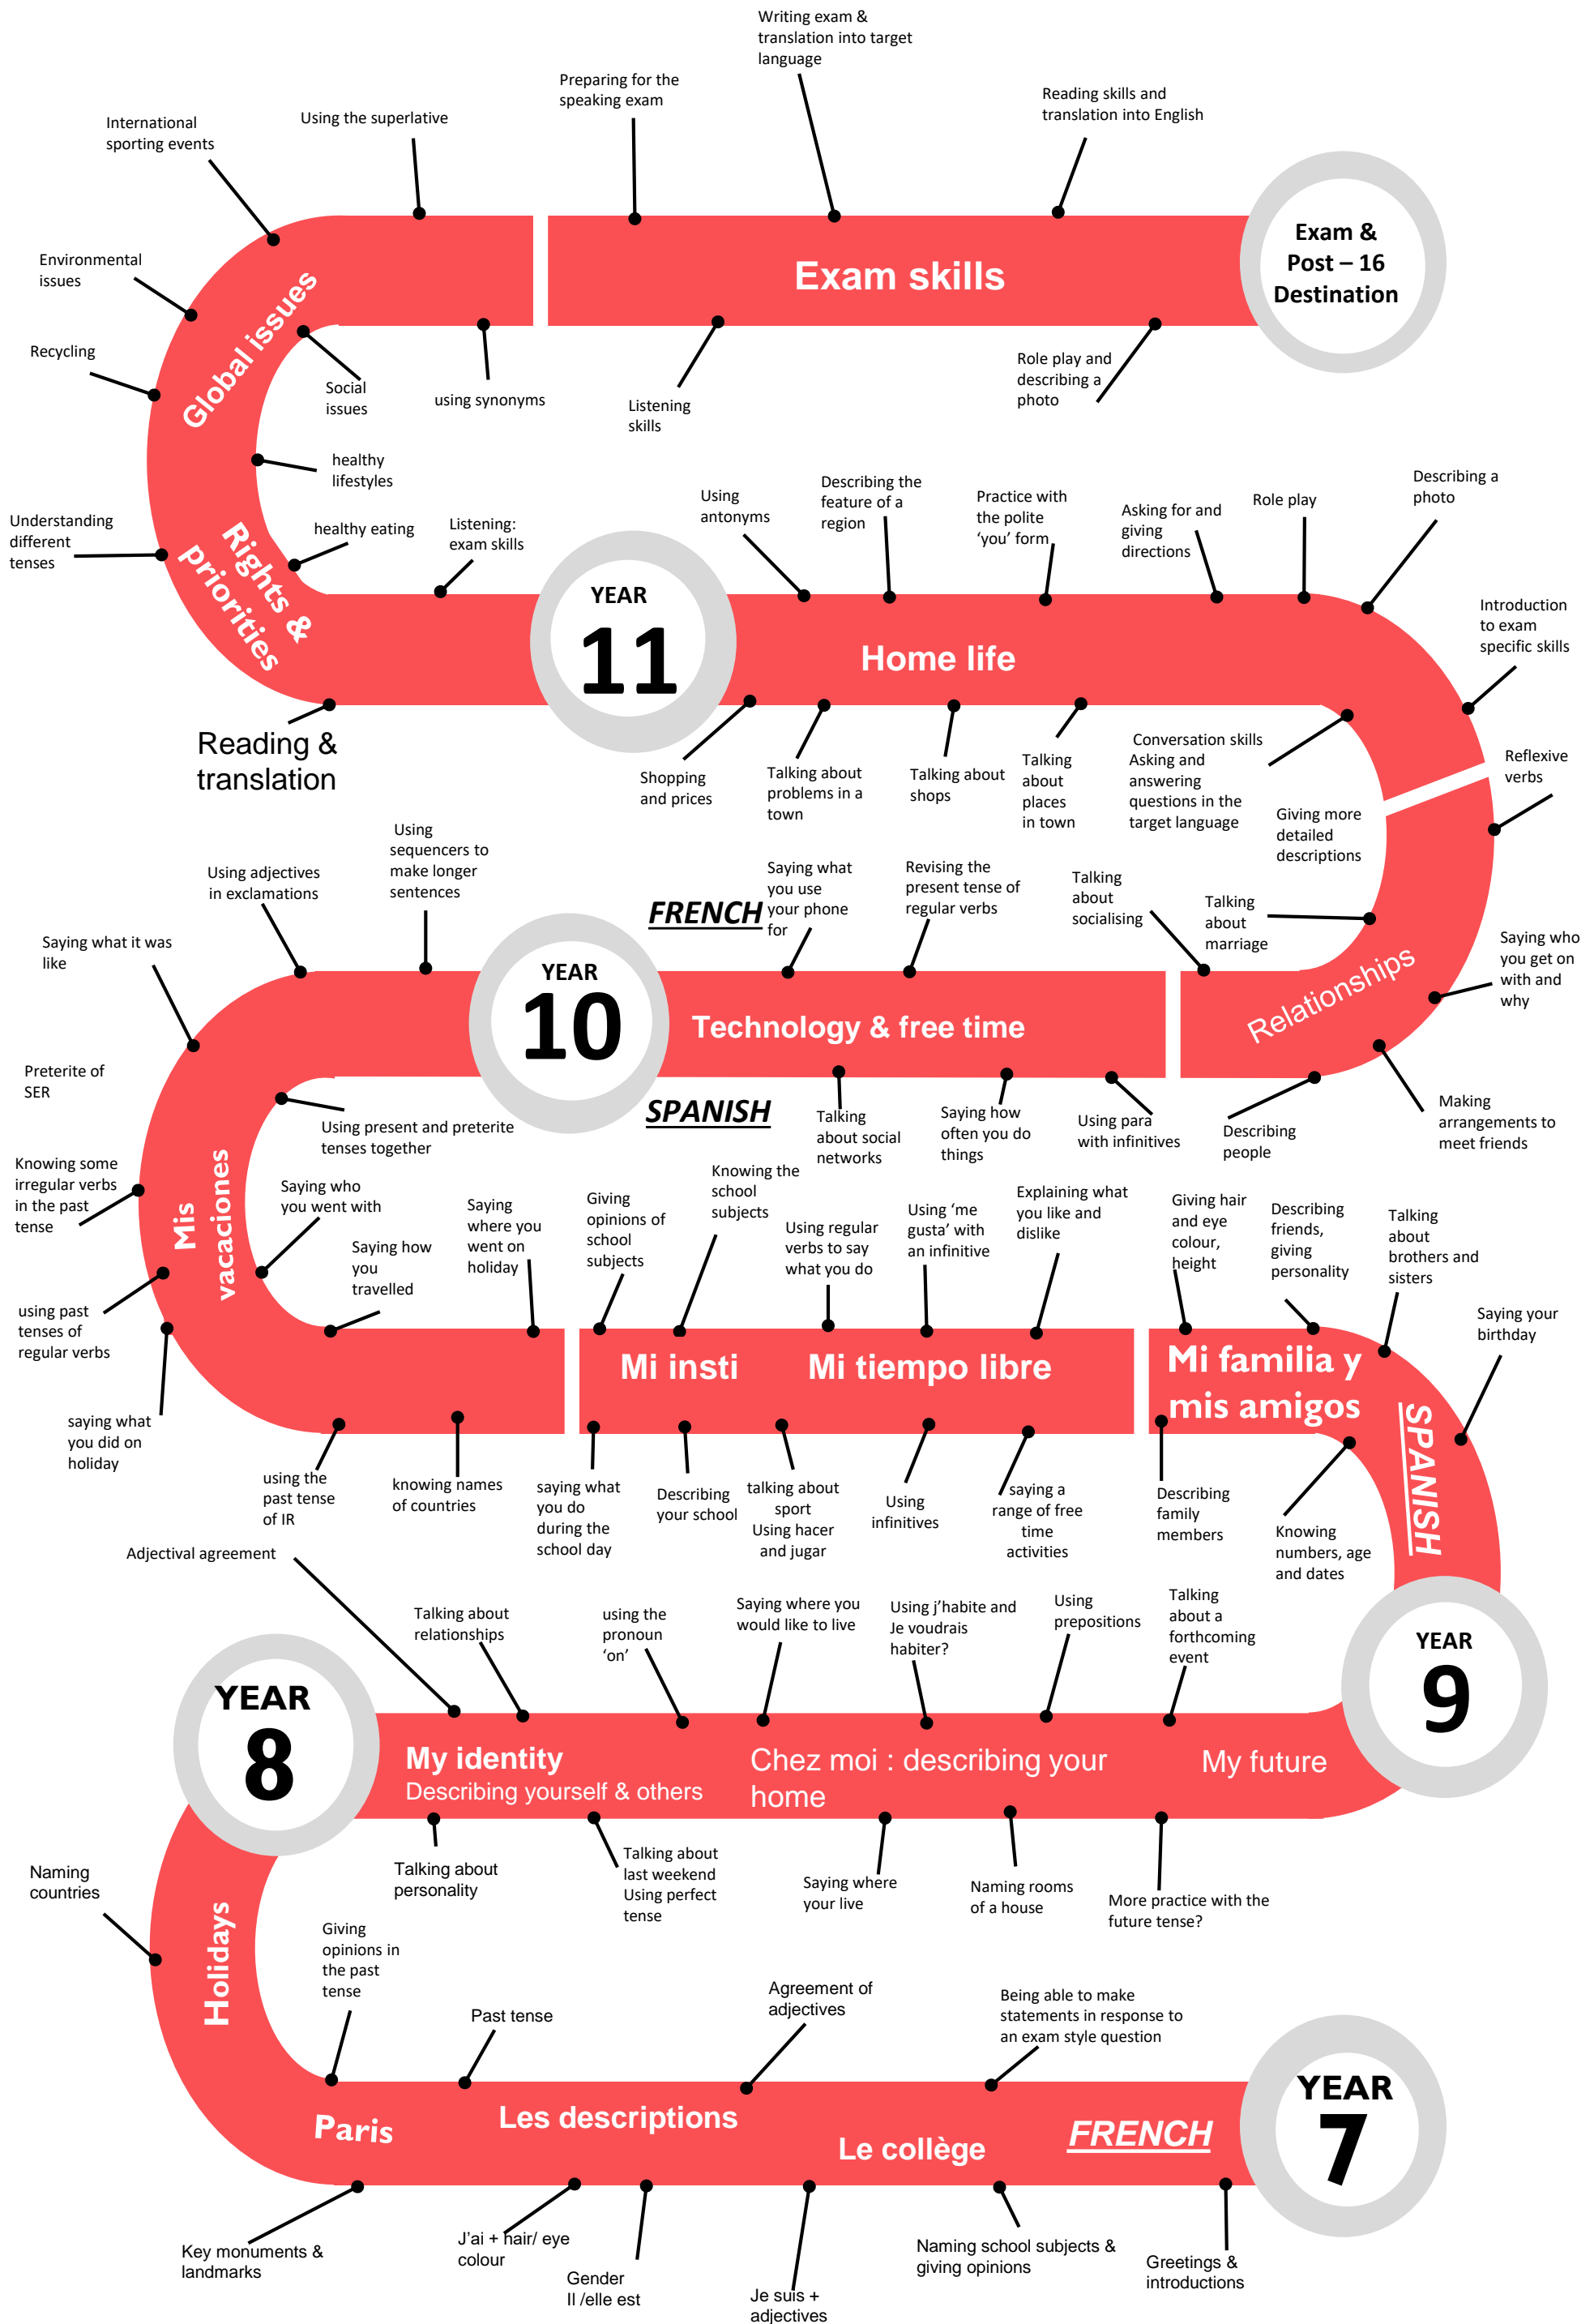 Writing exam &
translation into target
language
Preparing for the
speaking exam
Reading skills and
translation into English
International
sporting events
Using the superlative
Exam &
Post – 16
Destination
Environmental
issues
Exam skills
Global issues
Recycling
Social
issues
using synonyms
Listening
skills
Role play and
describing a
photo
healthy
lifestyles
Understanding
different
tenses
healthy eating
Listening:
exam skills
Using
antonyms
Describing the
feature of a
region
Practice with
the polite
‘you’ form
Asking for and
giving
directions
Role play
Describing a
photo
Rights &
priorities
YEAR
11
Home life
Introduction
to exam
specific skills
Reading &
translation
Shopping
and prices
Talking about
problems in a
town
Talking about
shops
Talking
about
places
in town
Conversation skills
Asking and
answering
questions in the
target language
Reflexive
verbs
Giving more
detailed
descriptions
Using adjectives
in exclamations
Using
sequencers to
make longer
sentences
FRENCH
Saying what
you use
your phone
for
Revising the
present tense of
regular verbs
Talking
about
socialising
Talking
about
marriage
Saying who
you get on
with and
why
Saying what it was
like
YEAR
10
Technology & free time
Relationships
Preterite of
SER
Using present and preterite
tenses together
SPANISH
Talking
about social
networks
Saying how
often you do
things
Using para
with infinitives
Describing
people
Making
arrangements to
meet friends
Knowing some
irregular verbs
in the past
tense
Mis
vacaciones
Saying who
you went with
Saying how
you
travelled
Saying
where you
went on
holiday
Giving
opinions of
school
subjects
Knowing the
school
subjects
Using regular
verbs to say
what you do
Using ‘me
gusta’ with
an infinitive
Explaining what
you like and
dislike
Giving hair
and eye
colour,
height
Describing
friends,
giving
personality
Talking
about
brothers and
sisters
Saying your
birthday
using past
tenses of
regular verbs
Mi insti
Mi tiempo libre
Mi familia y
mis amigos
SPANISH
saying what
you did on
holiday
using the
past tense
of IR
knowing names
of countries
saying what
you do
during the
school day
Describing
your school
talking about
sport
Using hacer
and jugar
Using
infinitives
saying a
range of free
time
activities
Describing
family
members
Knowing
numbers, age
and dates
Adjectival agreement
Talking about
relationships
using the
pronoun
‘on’
Saying where you
would like to live
Using j’habite and
Je voudrais
habiter?
Using
prepositions
Talking
about a
forthcoming
event
YEAR
9
YEAR
8
My identity
Describing yourself & others
Chez moi : describing your
home
My future
Talking about
personality
Talking about
last weekend
Using perfect
tense
Saying where
your live
Naming rooms
of a house
More practice with the
future tense?
Naming
countries
Holidays
Giving
opinions in
the past
tense
Past tense
Agreement of
adjectives
Being able to make
statements in response to
an exam style question
YEAR
7
Paris
Les descriptions
Le collège
FRENCH
Key monuments &
landmarks
J’ai + hair/ eye
colour
Gender
Il /elle est
Je suis +
adjectives
Naming school subjects &
giving opinions
Greetings &
introductions